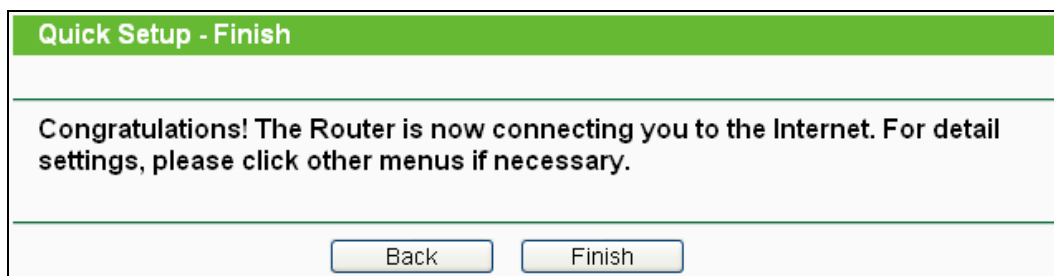 Quick Setup - Finish
Congratulations! The Router is now connecting you to the Internet. For detail
settings, please click other menus if necessary.
Back Finish